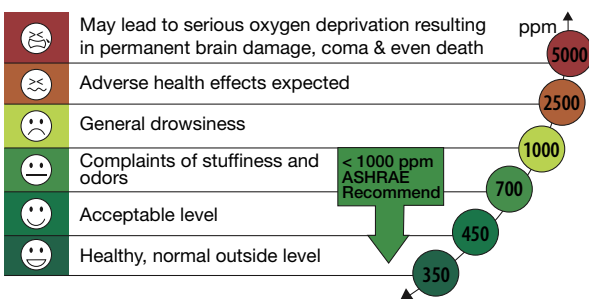 May lead to serious oxygen deprivation resulting
in permanent brain damage, coma & even death
ppm
5000
Adverse health effects expected
2500
General drowsiness
1000
Complaints of stuffiness and
odors
< 1000 ppm
ASHRAE
Recommend
700
Acceptable level
450
Healthy, normal outside level
350